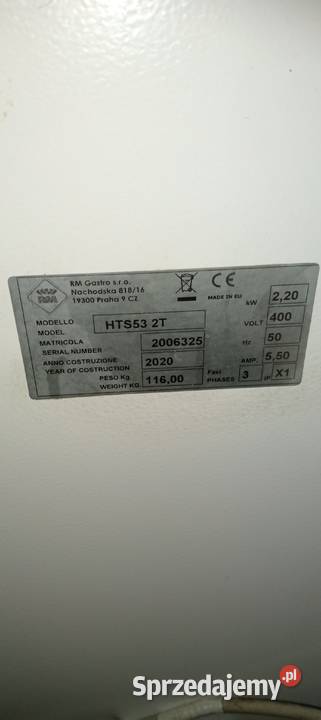 RM
RM Gastro s.r.o.
Nachodska 818/16
19300 Praha 9 CZ
CE
MADE IN EU
kW 2,20
MODELLO
MODEL
HTS53 2T
VOLT 400
MATRICOLA
SERIAL NUMBER
2006325
Hz 50
ANNO COSTRUZIONE
YEAR OF COSTRUCTION
2020
AMP. 5,50
PESO Kg
WEIGHT KG
116,00
Fasi
PHASES 3
IP X1
Sprzedajemy.pl